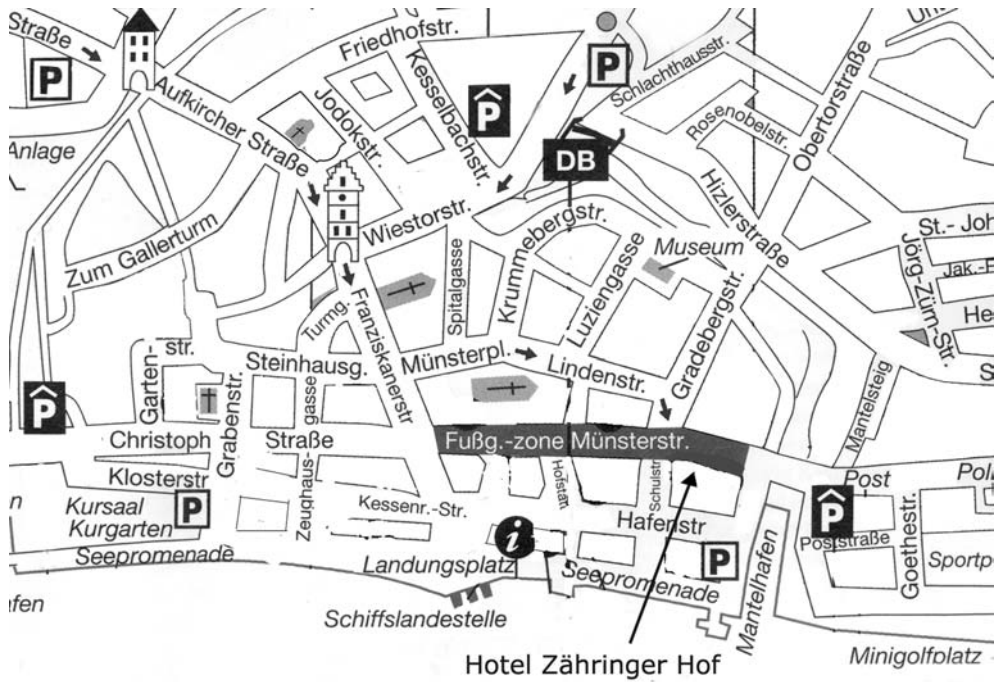 Straße
P
Friedhofstr.
P
Schlachthausstr.
Aufkircher Straße
Jodokstr.
Kesselbachstr.
P
Rosenobelstr.
Obertorstraße
Anlage
DB
Hizlerstraße
Wiestorstr.
Zum Gallerturm
Krummebergstr.
Museum
St.-Joh
Jörg-Zürn-Str.
Jak.-
Spitalgasse
Luziengasse
Turmg.
Franziskanerstr
Gradebergstr.
He
Steinhausg.
Münsterpl.
Lindenstr.
S
Garten-
str.
P
Grabenstr.
Zeughaus-
gasse
Mantelsteig
Christoph
Straße
Fußg.-zone Münsterstr.
Klosterstr
Hofstatt
Schulstr
Post
Kursaal
Kurgarten
P
Kessenr.-Str.
Hafenstr
P
Poststraße
Goethestr.
Sportp
Seepromenade
i
Landungsplatz
Seepromenade
P
Mantelhafen
Schiffslandestelle
Hotel Zähringer Hof
Minigolfplatz